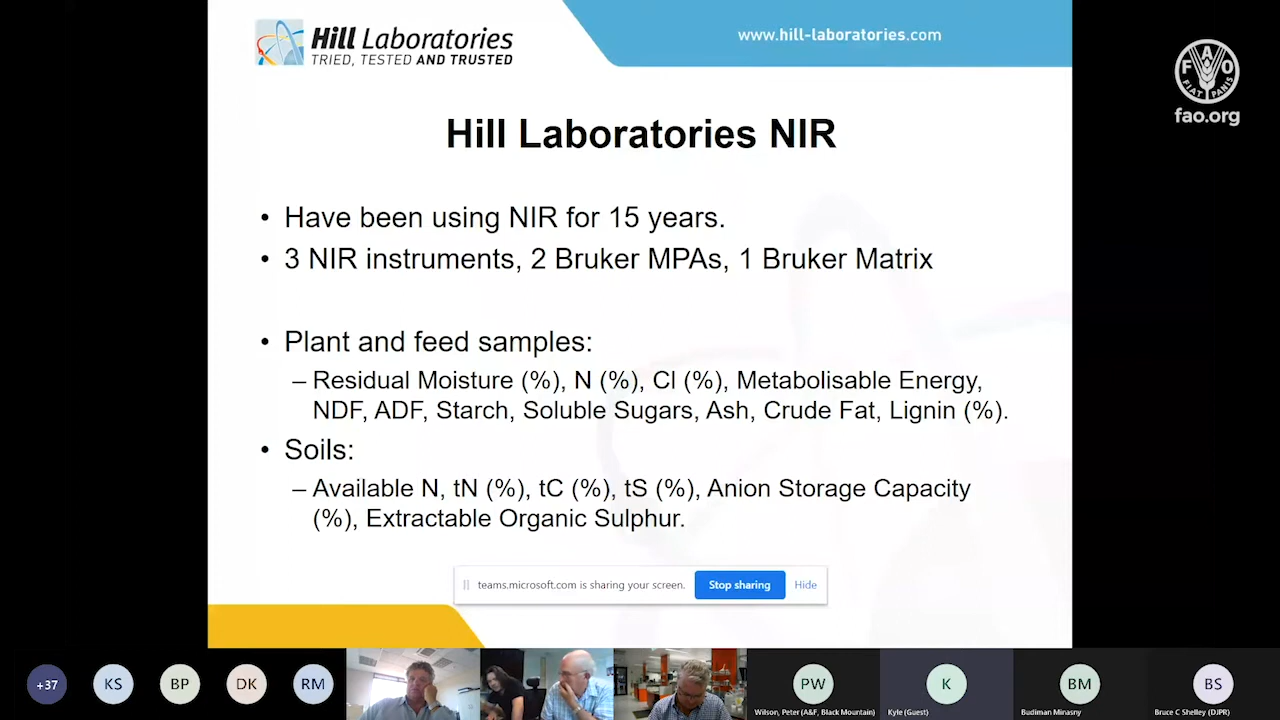 Hill Laboratories
TRIED, TESTED AND TRUSTED
www.hill-laboratories.com
FAO
FIAT PANIS
fao.org
Hill Laboratories NIR
• Have been using NIR for 15 years.
• 3 NIR instruments, 2 Bruker MPAs, 1 Bruker Matrix
• Plant and feed samples:
– Residual Moisture (%), N (%), Cl (%), Metabolisable Energy,
NDF, ADF, Starch, Soluble Sugars, Ash, Crude Fat, Lignin (%).
• Soils:
– Available N, tN (%), tC (%), tS (%), Anion Storage Capacity
(%), Extractable Organic Sulphur.
teams.microsoft.com is sharing your screen. Stop sharing Hide
+37 KS BP DK RM PW K BM BS
Wilson, Peter (A&F, Black Mountain) Kyle (Guest) Budiman Minasny Bruce C Shelley (DJPR)